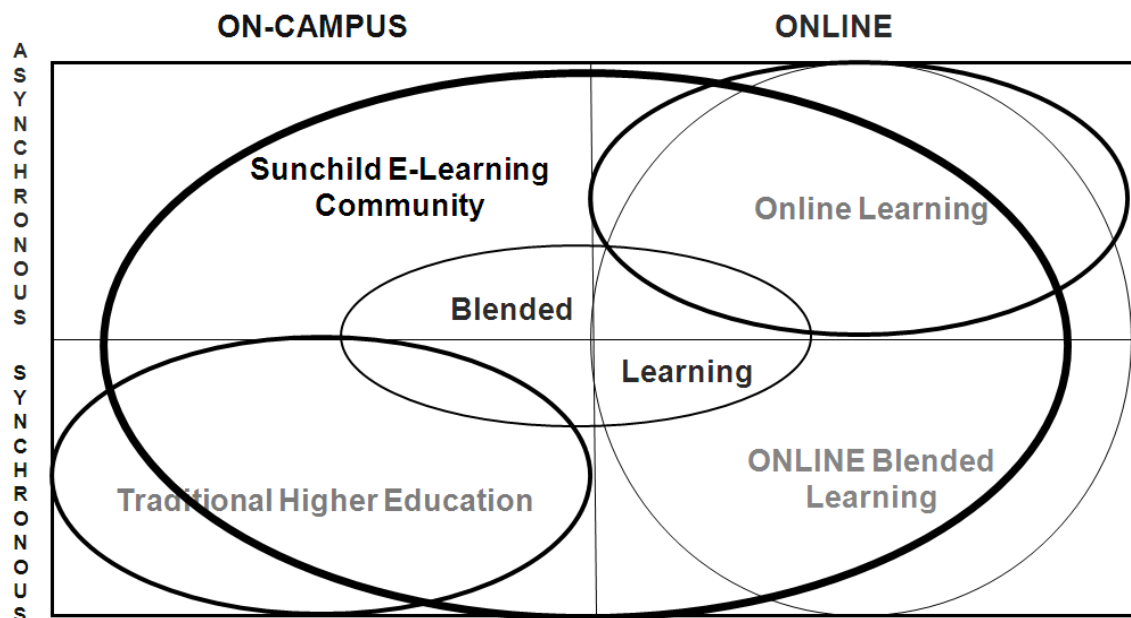 ON-CAMPUS
ONLINE
ASYNCHRONOUS
SYNCHRONOUS
Sunchild E-Learning
Community
Online Learning
Blended
Learning
Traditional Higher Education
ONLINE Blended
Learning